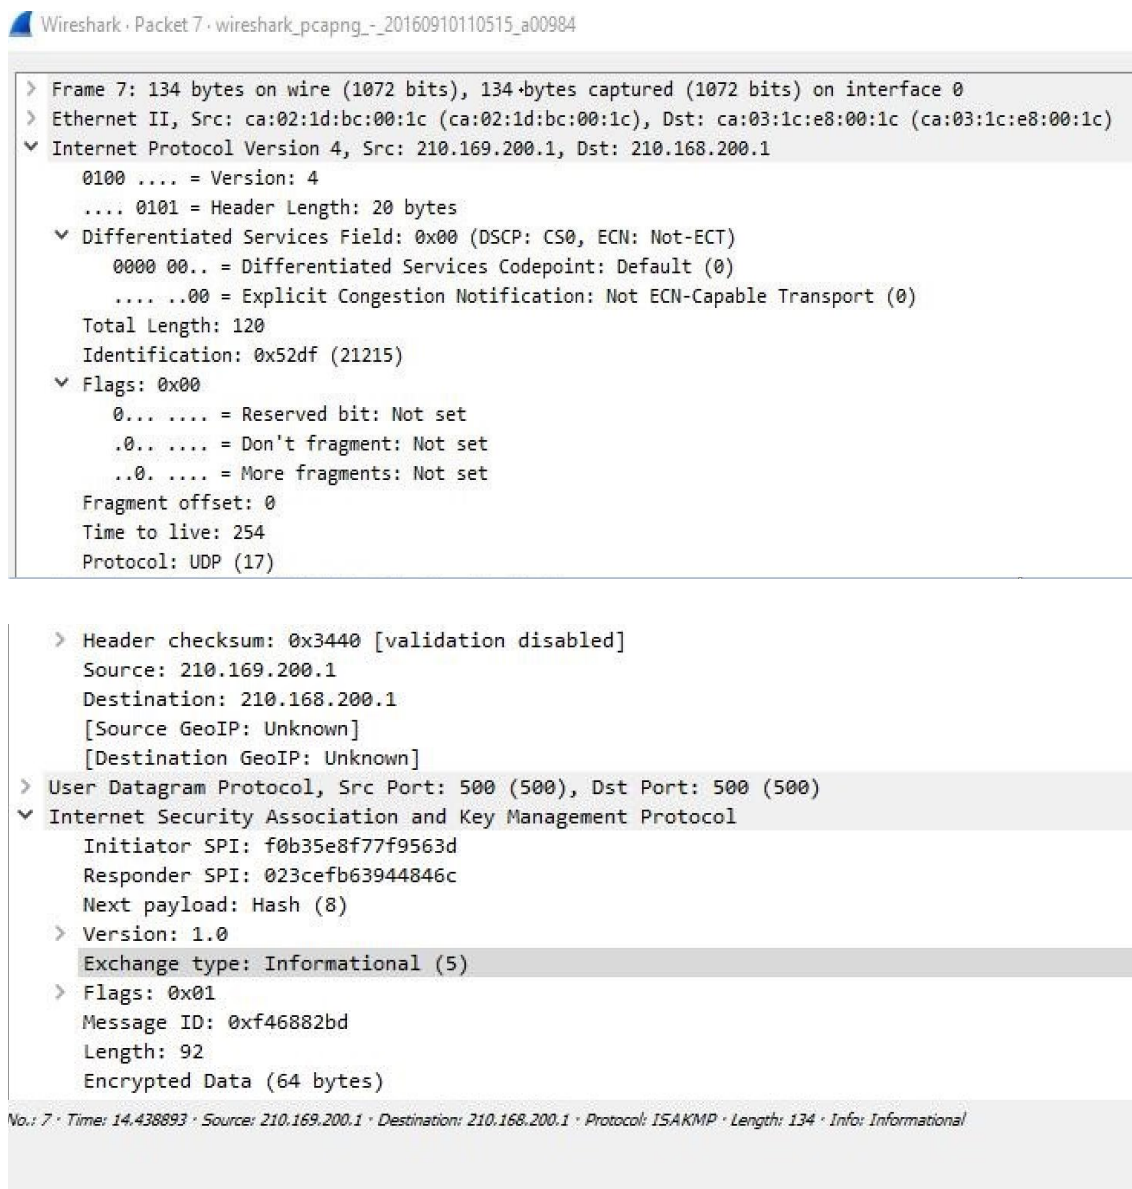 Wireshark · Packet 7 · wireshark_pcapng_-_20160910110515_a00984
Frame 7: 134 bytes on wire (1072 bits), 134 bytes captured (1072 bits) on interface 0
Ethernet II, Src: ca:02:1d:bc:00:1c (ca:02:1d:bc:00:1c), Dst: ca:03:1c:e8:00:1c (ca:03:1c:e8:00:1c)
Internet Protocol Version 4, Src: 210.169.200.1, Dst: 210.168.200.1
0100 .... = Version: 4
.... 0101 = Header Length: 20 bytes
Differentiated Services Field: 0x00 (DSCP: CS0, ECN: Not-ECT)
0000 00.. = Differentiated Services Codepoint: Default (0)
.... ..00 = Explicit Congestion Notification: Not ECN-Capable Transport (0)
Total Length: 120
Identification: 0x52df (21215)
Flags: 0x00
0... .... = Reserved bit: Not set
.0.. .... = Don't fragment: Not set
..0. .... = More fragments: Not set
Fragment offset: 0
Time to live: 254
Protocol: UDP (17)
Header checksum: 0x3440 [validation disabled]
Source: 210.169.200.1
Destination: 210.168.200.1
[Source GeoIP: Unknown]
[Destination GeoIP: Unknown]
User Datagram Protocol, Src Port: 500 (500), Dst Port: 500 (500)
Internet Security Association and Key Management Protocol
Initiator SPI: f0b35e8f77f9563d
Responder SPI: 023cefb63944846c
Next payload: Hash (8)
Version: 1.0
Exchange type: Informational (5)
Flags: 0x01
Message ID: 0xf46882bd
Length: 92
Encrypted Data (64 bytes)
No.: 7 · Time: 14.438893 · Source: 210.169.200.1 · Destination: 210.168.200.1 · Protocol: ISAKMP · Length: 134 · Info: Informational